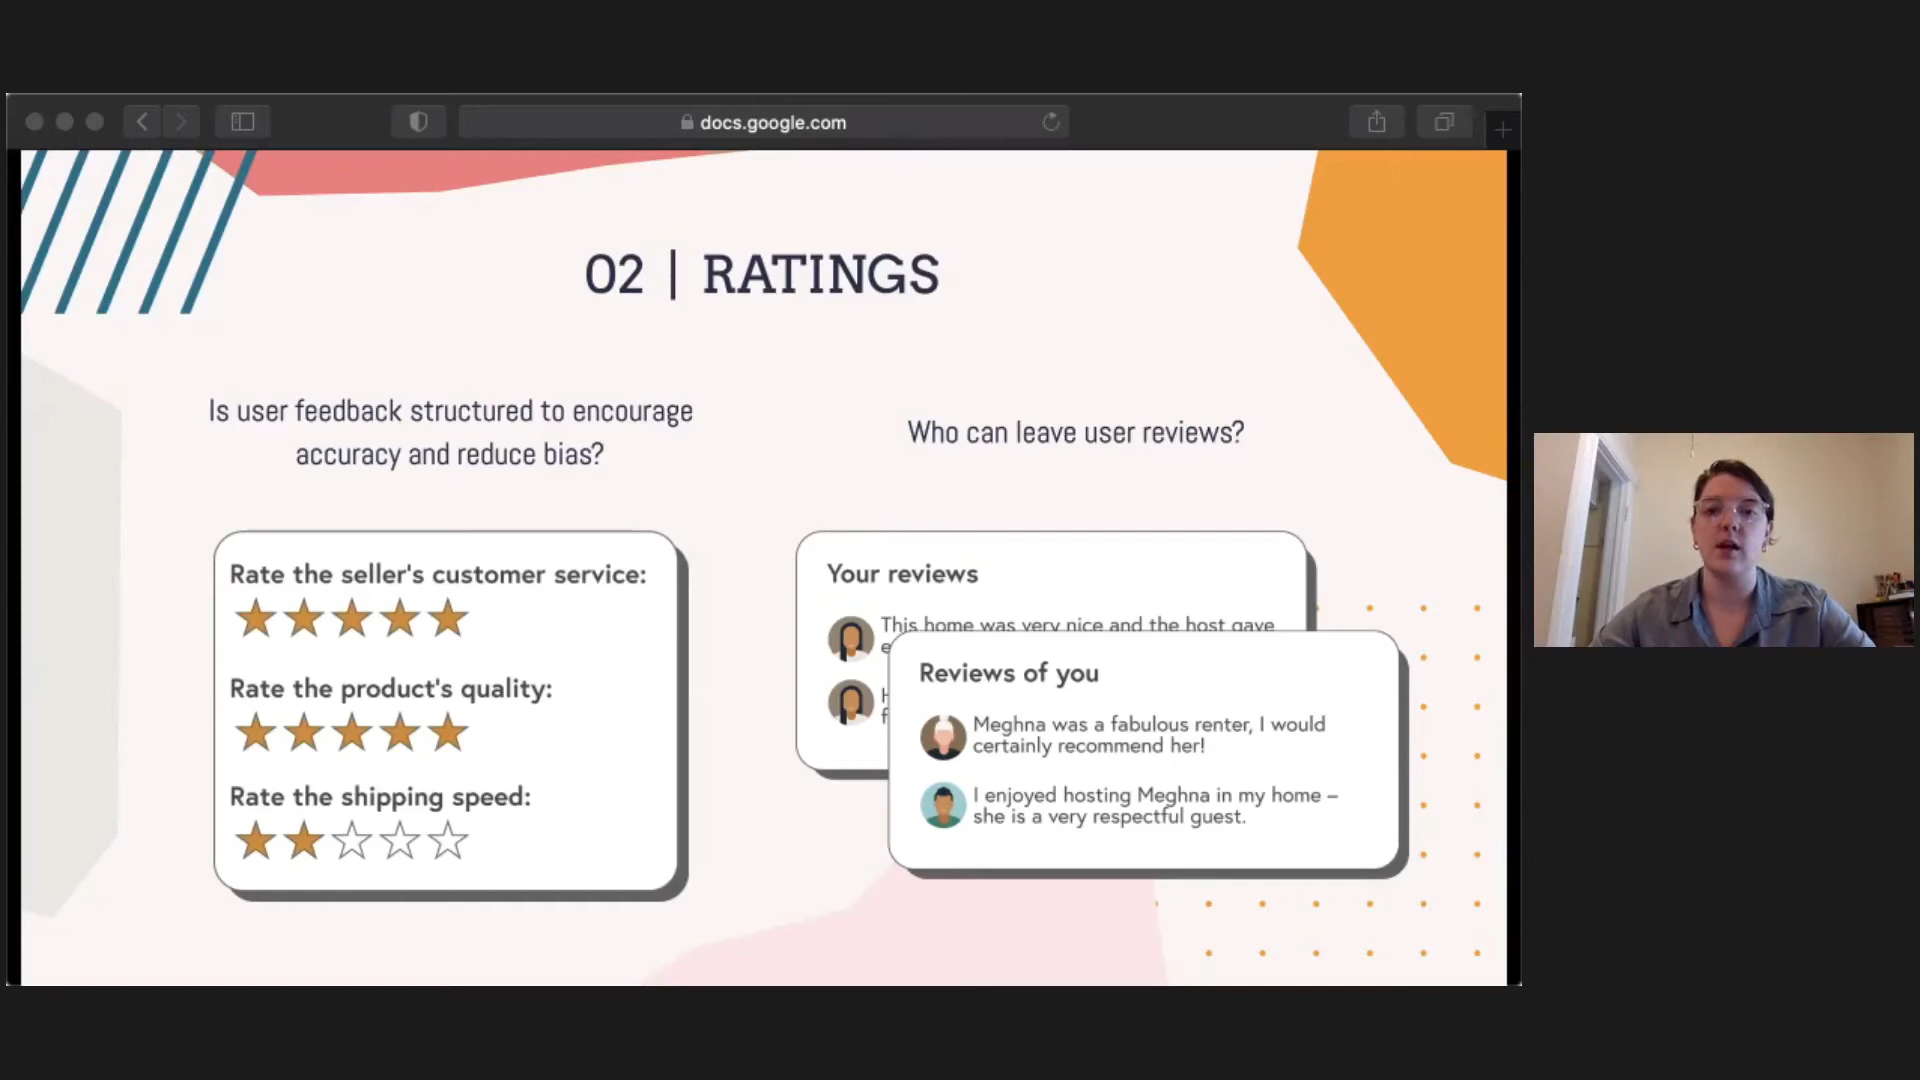 docs.google.com
02 | RATINGS
Is user feedback structured to encourage
accuracy and reduce bias?
Who can leave user reviews?
Rate the seller's customer service:
Rate the product's quality:
Rate the shipping speed:
Your reviews
This home was very nice and the host gave
Reviews of you
Meghna was a fabulous renter, I would
certainly recommend her!
I enjoyed hosting Meghna in my home –
she is a very respectful guest.